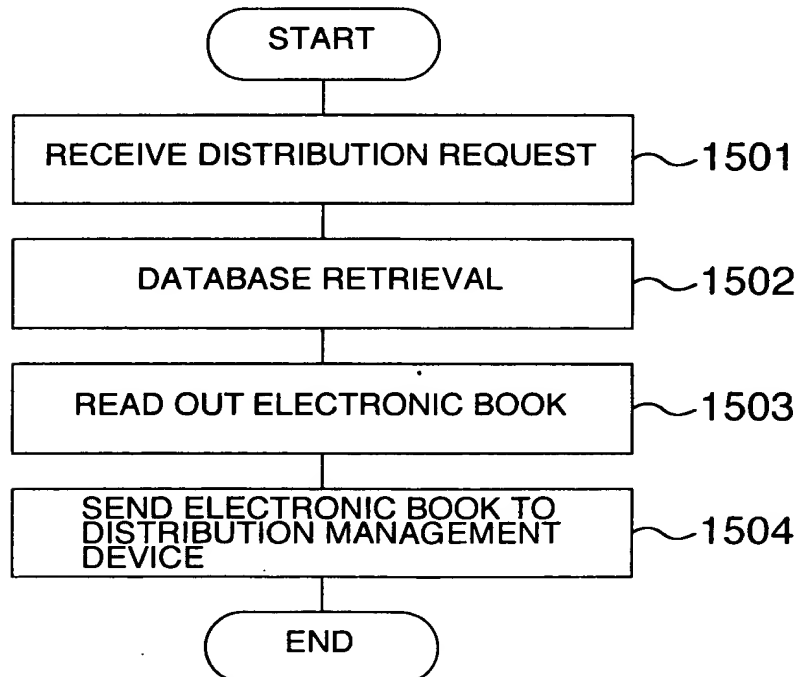 START
RECEIVE DISTRIBUTION REQUEST
1501
DATABASE RETRIEVAL
1502
READ OUT ELECTRONIC BOOK
1503
SEND ELECTRONIC BOOK TO
DISTRIBUTION MANAGEMENT
DEVICE
1504
END